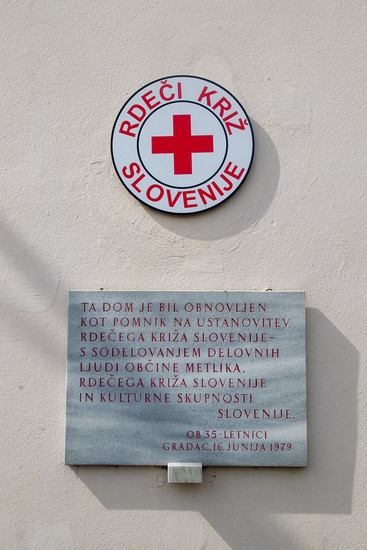 RDEČI KRIŽ
SLOVENIJE
TA DOM JE BIL OBNOVLJEN
KOT POMNIK NA USTANOVITEV
RDEČEGA KRIŽA SLOVENIJE-
S SODELOVANJEM DELOVNIH
LJUDI OBČINE METLIKA,
RDEČEGA KRIŽA SLOVENIJE
IN KULTURNE SKUPNOSTI
SLOVENIJE.
OB 35-LETNICI
GRADAC, 16. JUNIJA 1979